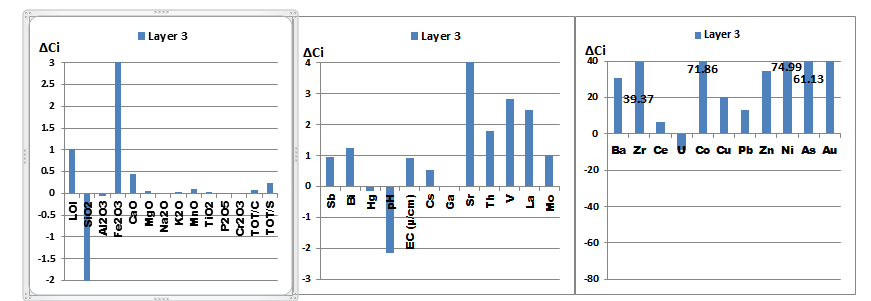 Layer 3
ΔCi
3
2.5
2
1.5
1
0.5
0
-0.5
-1
-1.5
-2
LOI
SiO2
Al2O3
Fe2O3
CaO
MgO
Na2O
K2O
MnO
TiO2
P2O5
Cr2O3
TOT/C
TOT/S
Layer 3
ΔCi
4
3
2
1
0
-1
-2
-3
Sb
Bi
Hg
pH
EC (µ/cm)
Cs
Ga
Sr
Th
V
La
Mo
Layer 3
ΔCi
40
20
0
-20
-40
-60
-80
71.86
74.99
39.37
61.13
Ba Zr Ce U Co Cu Pb Zn Ni As Au